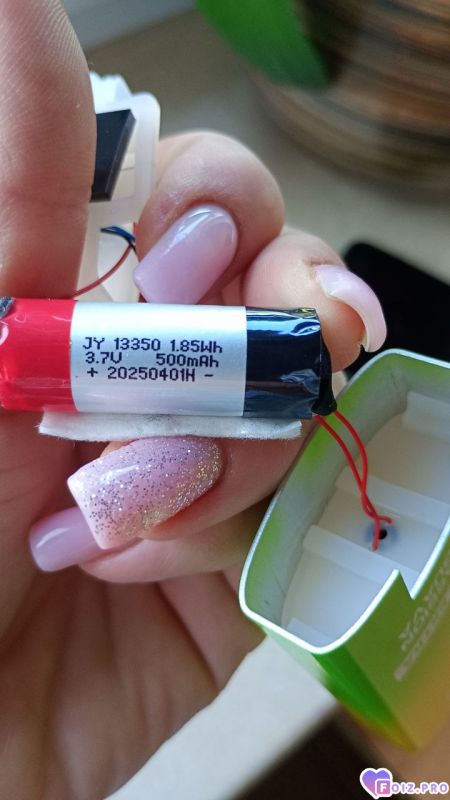 JY 13350 1.85Wh
3.7V 500mAh
+ 20250401H -
FOIZ.PRO